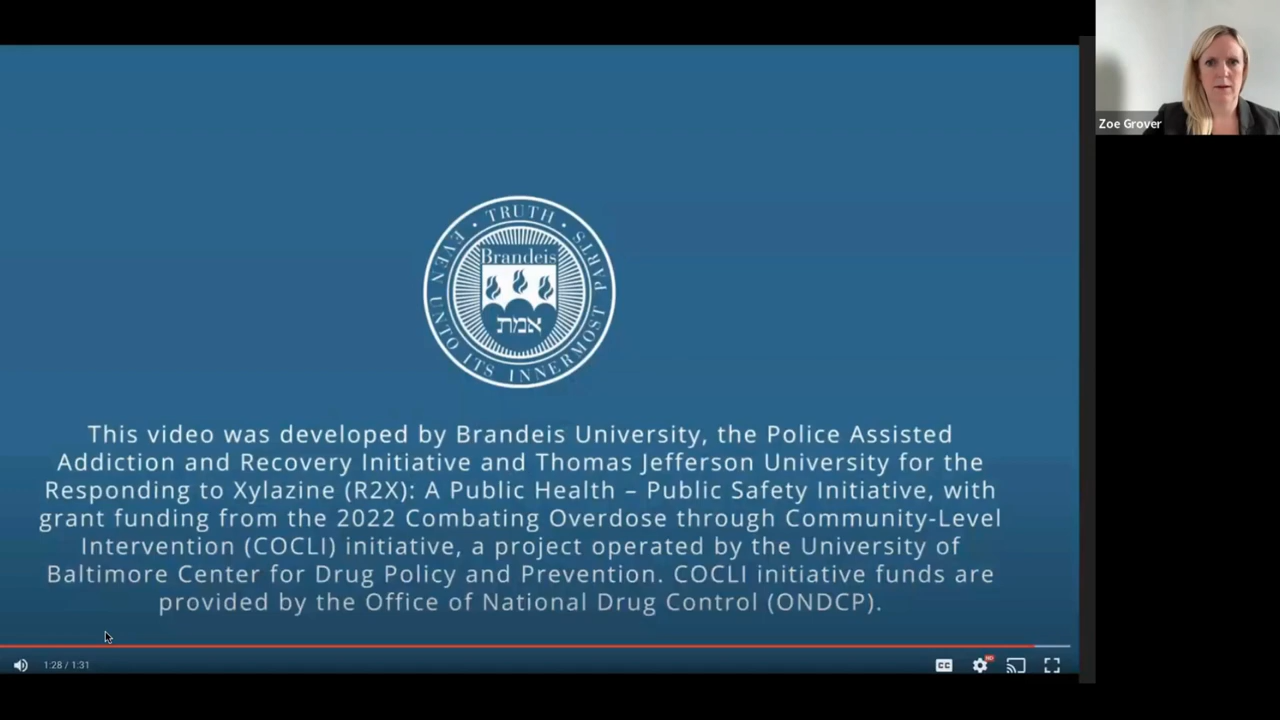 TRUTH
EVEN UNTO ITS INNERMOST PARTS
Brandeis
אמת
This video was developed by Brandeis University, the Police Assisted
Addiction and Recovery Initiative and Thomas Jefferson University for the
Responding to Xylazine (R2X): A Public Health – Public Safety Initiative, with
grant funding from the 2022 Combating Overdose through Community-Level
Intervention (COCLI) initiative, a project operated by the University of
Baltimore Center for Drug Policy and Prevention. COCLI initiative funds are
provided by the Office of National Drug Control (ONDCP).
1:28 / 1:31
CC
HD
Zoe Grover